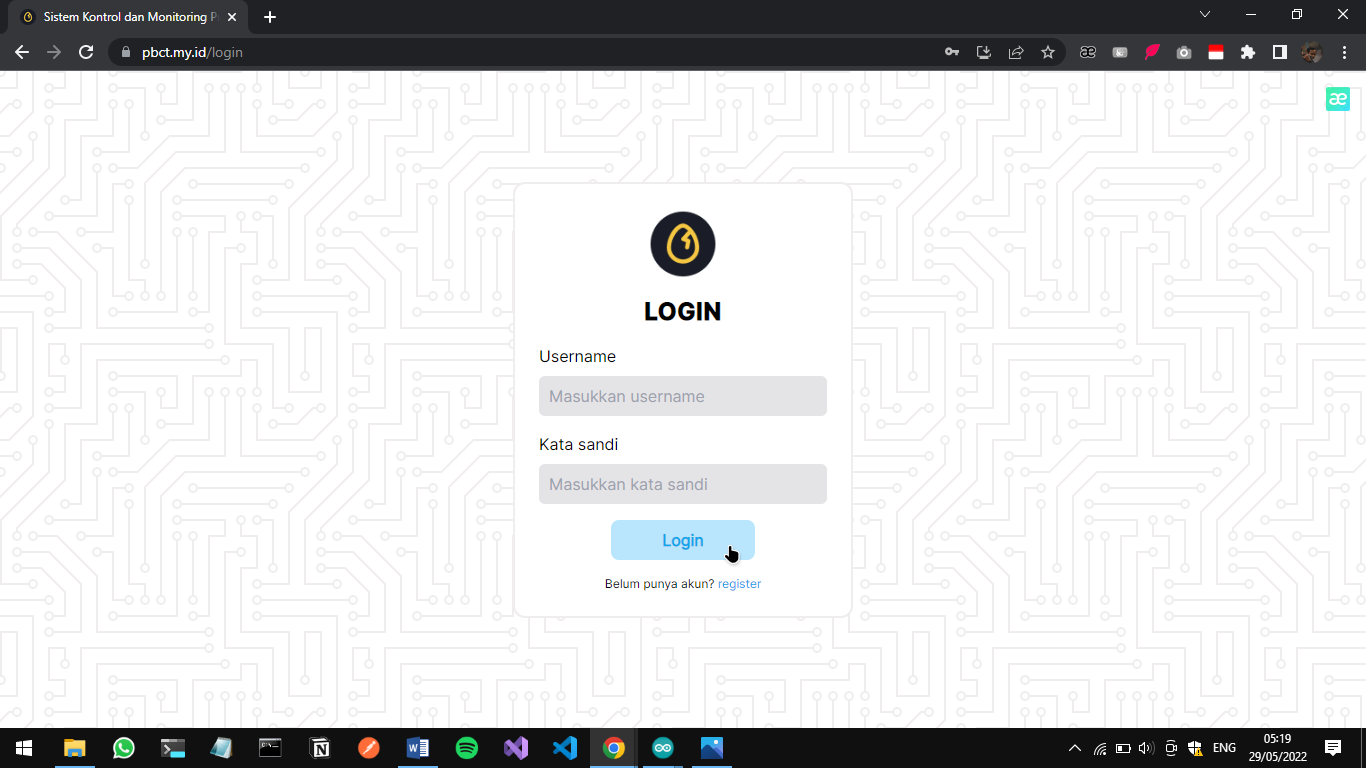 Sistem Kontrol dan Monitoring P
pbct.my.id/login
æ
æ
LOGIN
Username
Masukkan username
Kata sandi
Masukkan kata sandi
Login
Belum punya akun? register
ENG
05:19
29/05/2022